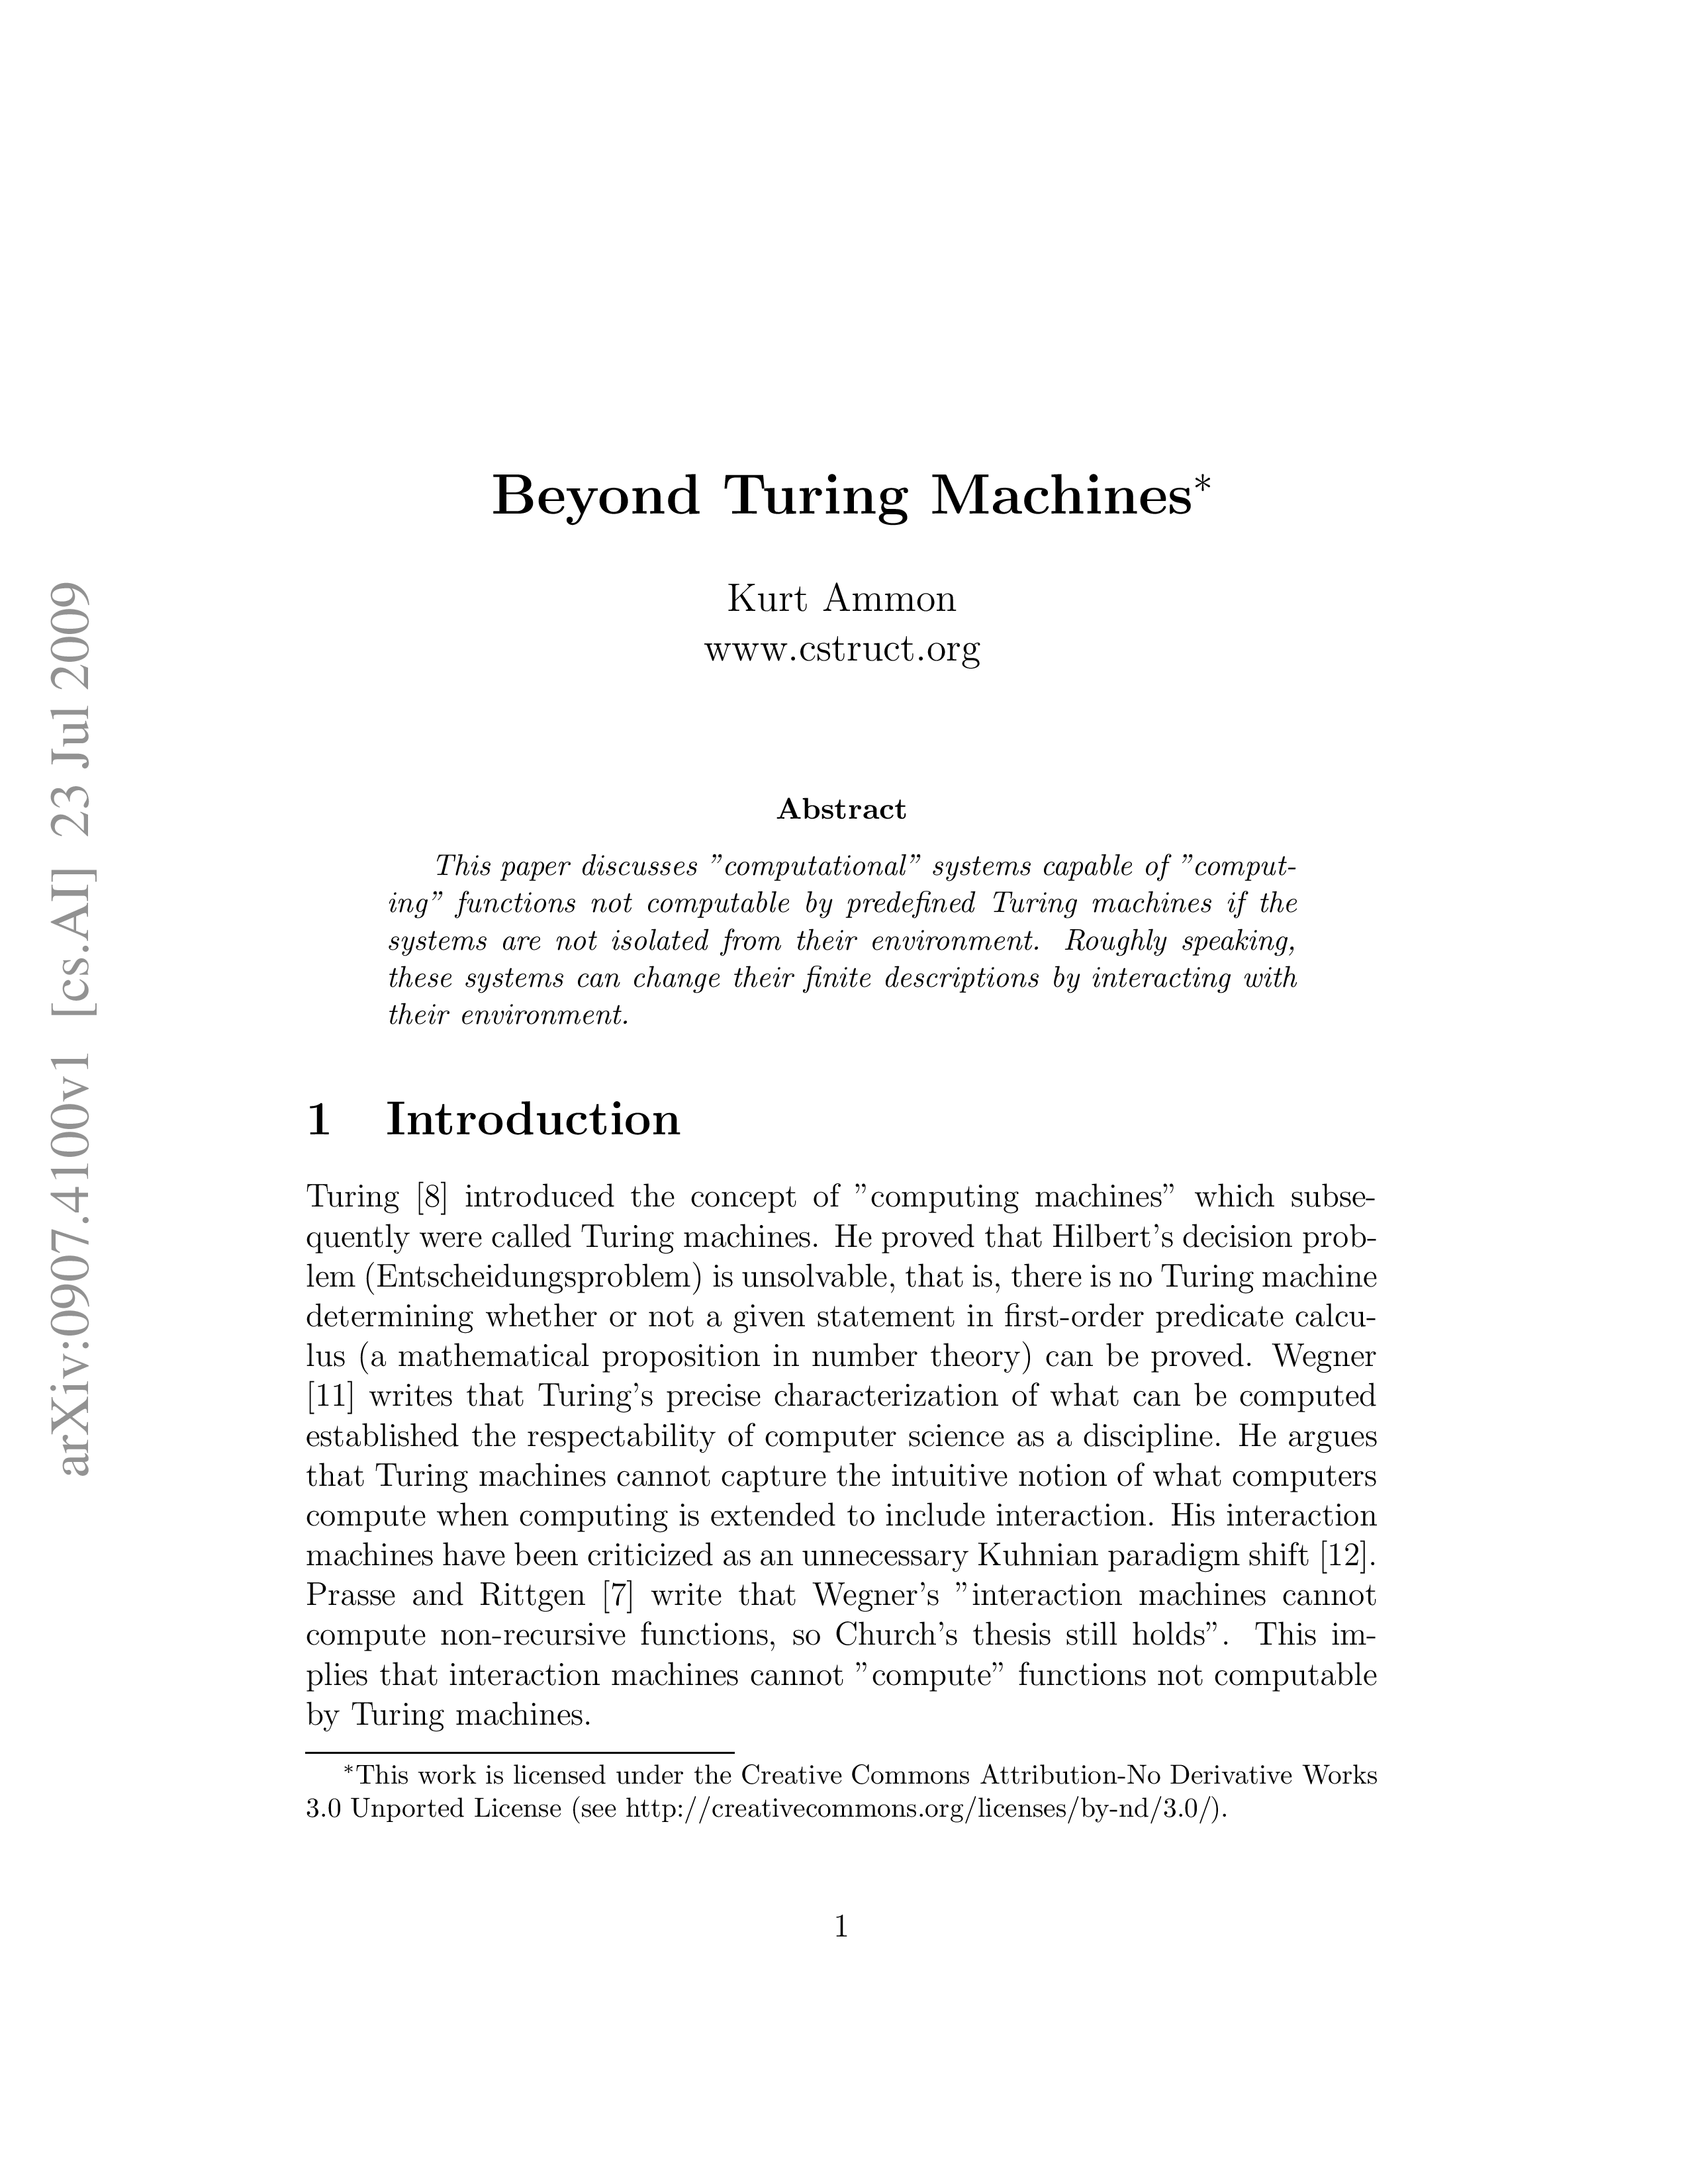 Beyond Turing Machines*
Kurt Ammon
www.cstruct.org
Abstract
This paper discusses ”computational” systems capable of ”comput-
ing” functions not computable by predefined Turing machines if the
systems are not isolated from their environment. Roughly speaking,
these systems can change their finite descriptions by interacting with
their environment.
1 Introduction
Turing [8] introduced the concept of ”computing machines” which subse-
quently were called Turing machines. He proved that Hilbert’s decision prob-
lem (Entscheidungsproblem) is unsolvable, that is, there is no Turing machine
determining whether or not a given statement in first-order predicate calcu-
lus (a mathematical proposition in number theory) can be proved. Wegner
[11] writes that Turing’s precise characterization of what can be computed
established the respectability of computer science as a discipline. He argues
that Turing machines cannot capture the intuitive notion of what computers
compute when computing is extended to include interaction. His interaction
machines have been criticized as an unnecessary Kuhnian paradigm shift [12].
Prasse and Rittgen [7] write that Wegner’s ”interaction machines cannot
compute non-recursive functions, so Church’s thesis still holds”. This im-
plies that interaction machines cannot ”compute” functions not computable
by Turing machines.
*This work is licensed under the Creative Commons Attribution-No Derivative Works
3.0 Unported License (see http://creativecommons.org/licenses/by-nd/3.0/).
1
arXiv:0907.4100v1 [cs.AI] 23 Jul 2009